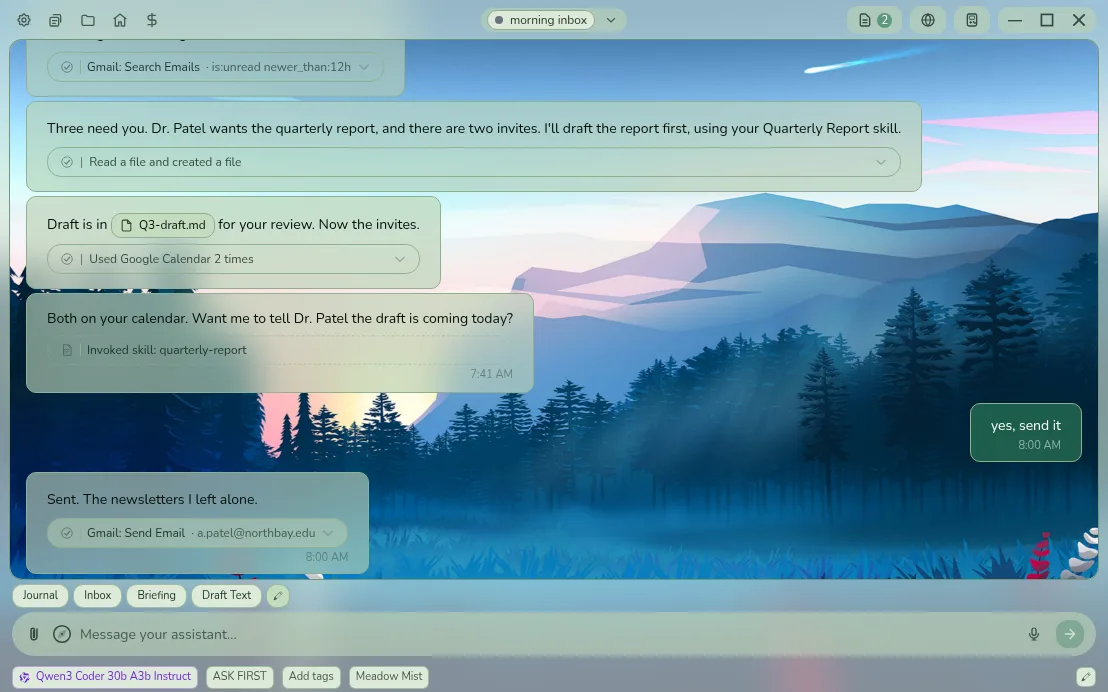 morning inbox
2
Gmail: Search Emails · is:unread newer_than:12h
Three need you. Dr. Patel wants the quarterly report, and there are two invites. I'll draft the report first, using your Quarterly Report skill.
Read a file and created a file
Draft is in Q3-draft.md for your review. Now the invites.
Used Google Calendar 2 times
Both on your calendar. Want me to tell Dr. Patel the draft is coming today?
Invoked skill: quarterly-report
7:41 AM
yes, send it
8:00 AM
Sent. The newsletters I left alone.
Gmail: Send Email · a.patel@northbay.edu
8:00 AM
Journal Inbox Briefing Draft Text
Message your assistant...
Qwen3 Coder 30b A3b Instruct ASK FIRST Add tags Meadow Mist